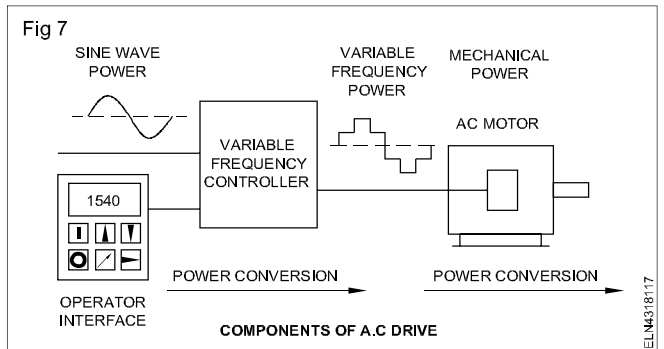 Fig 7
SINE WAVE
POWER
VARIABLE
FREQUENCY
POWER
MECHANICAL
POWER
AC MOTOR
VARIABLE
FREQUENCY
CONTROLLER
1540
OPERATOR
INTERFACE
POWER CONVERSION
POWER CONVERSION
COMPONENTS OF A.C DRIVE
ELN4318117